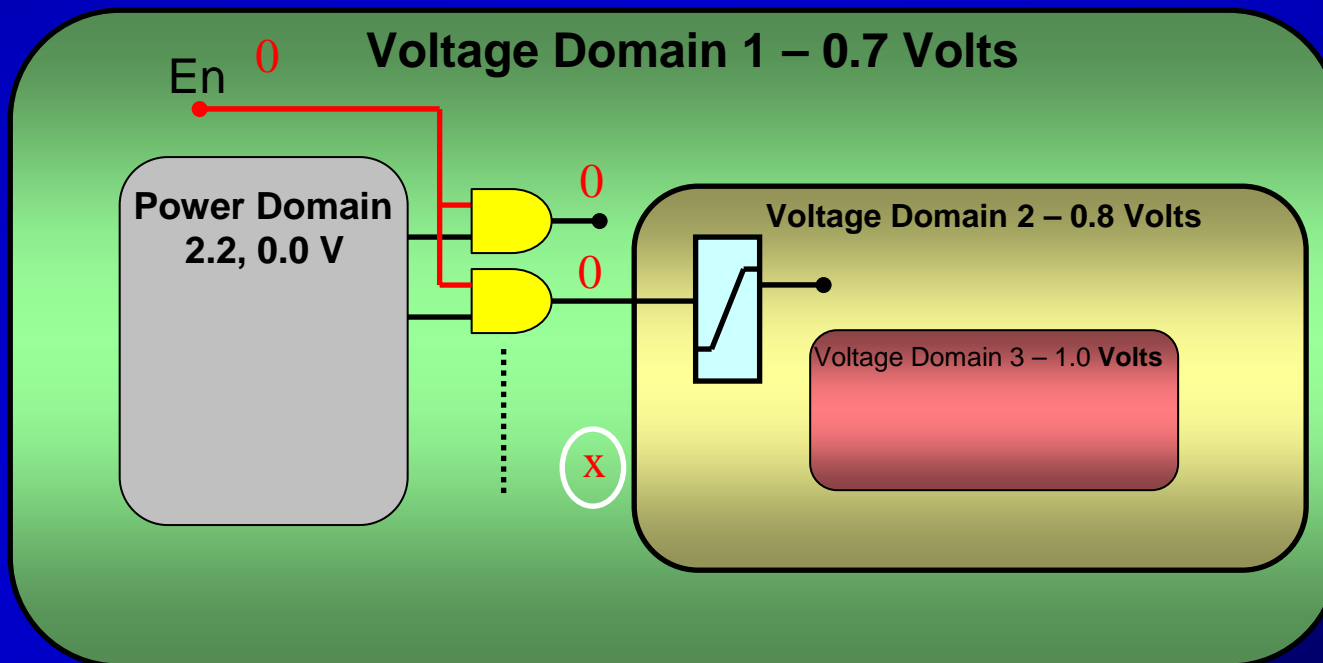 Voltage Domain 1 – 0.7 Volts
En 0
Power Domain
2.2, 0.0 V
0
0
Voltage Domain 2 – 0.8 Volts
Voltage Domain 3 – 1.0 Volts
x